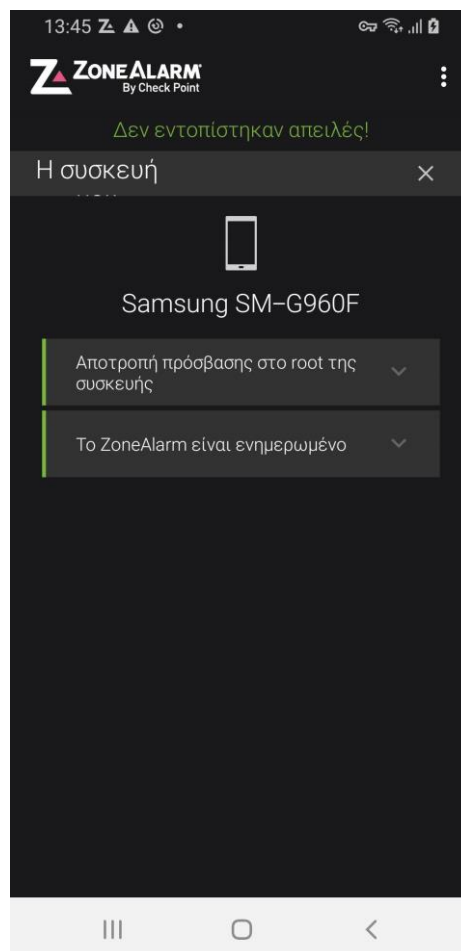 13:45
ZONEALARM
By Check Point
Δεν εντοπίστηκαν απειλές!
Η συσκευή
Samsung SM-G960F
Αποτροπή πρόσβασης στο root της
συσκευής
Το ZoneAlarm είναι ενημερωμένο